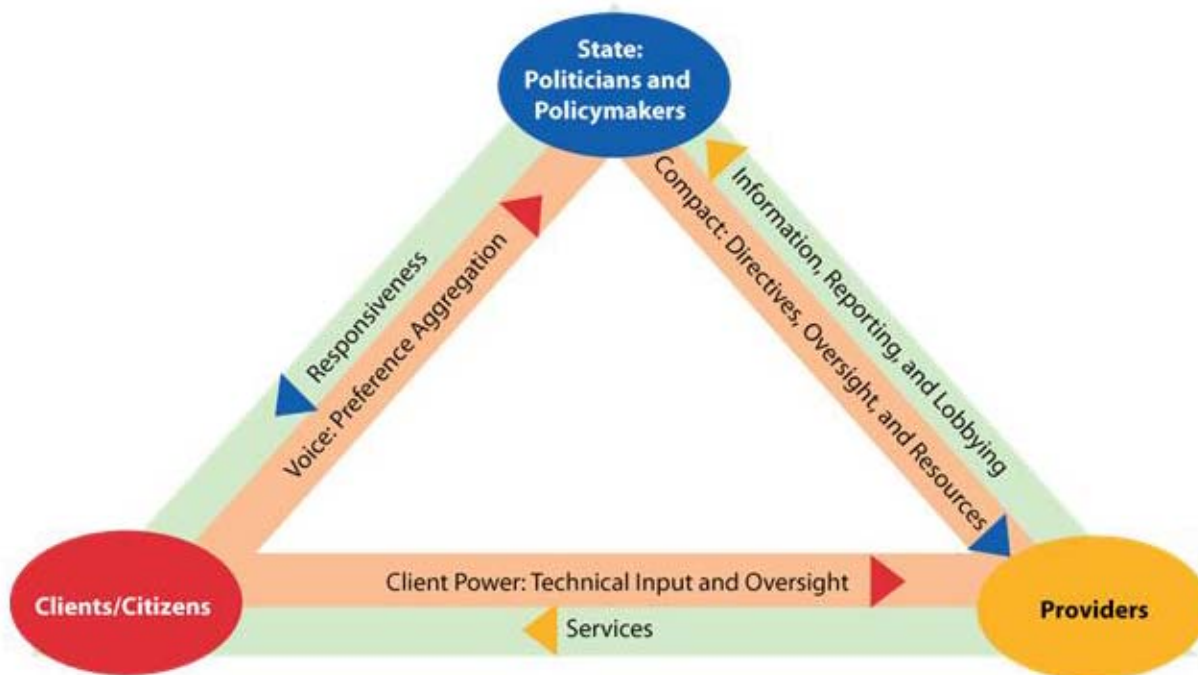 State:
Politicians and
Policymakers
Responsiveness
Voice: Preference Aggregation
Compact: Directives, Oversight, and Resources
Information, Reporting, and Lobbying
Clients/Citizens
Client Power: Technical Input and Oversight
Services
Providers